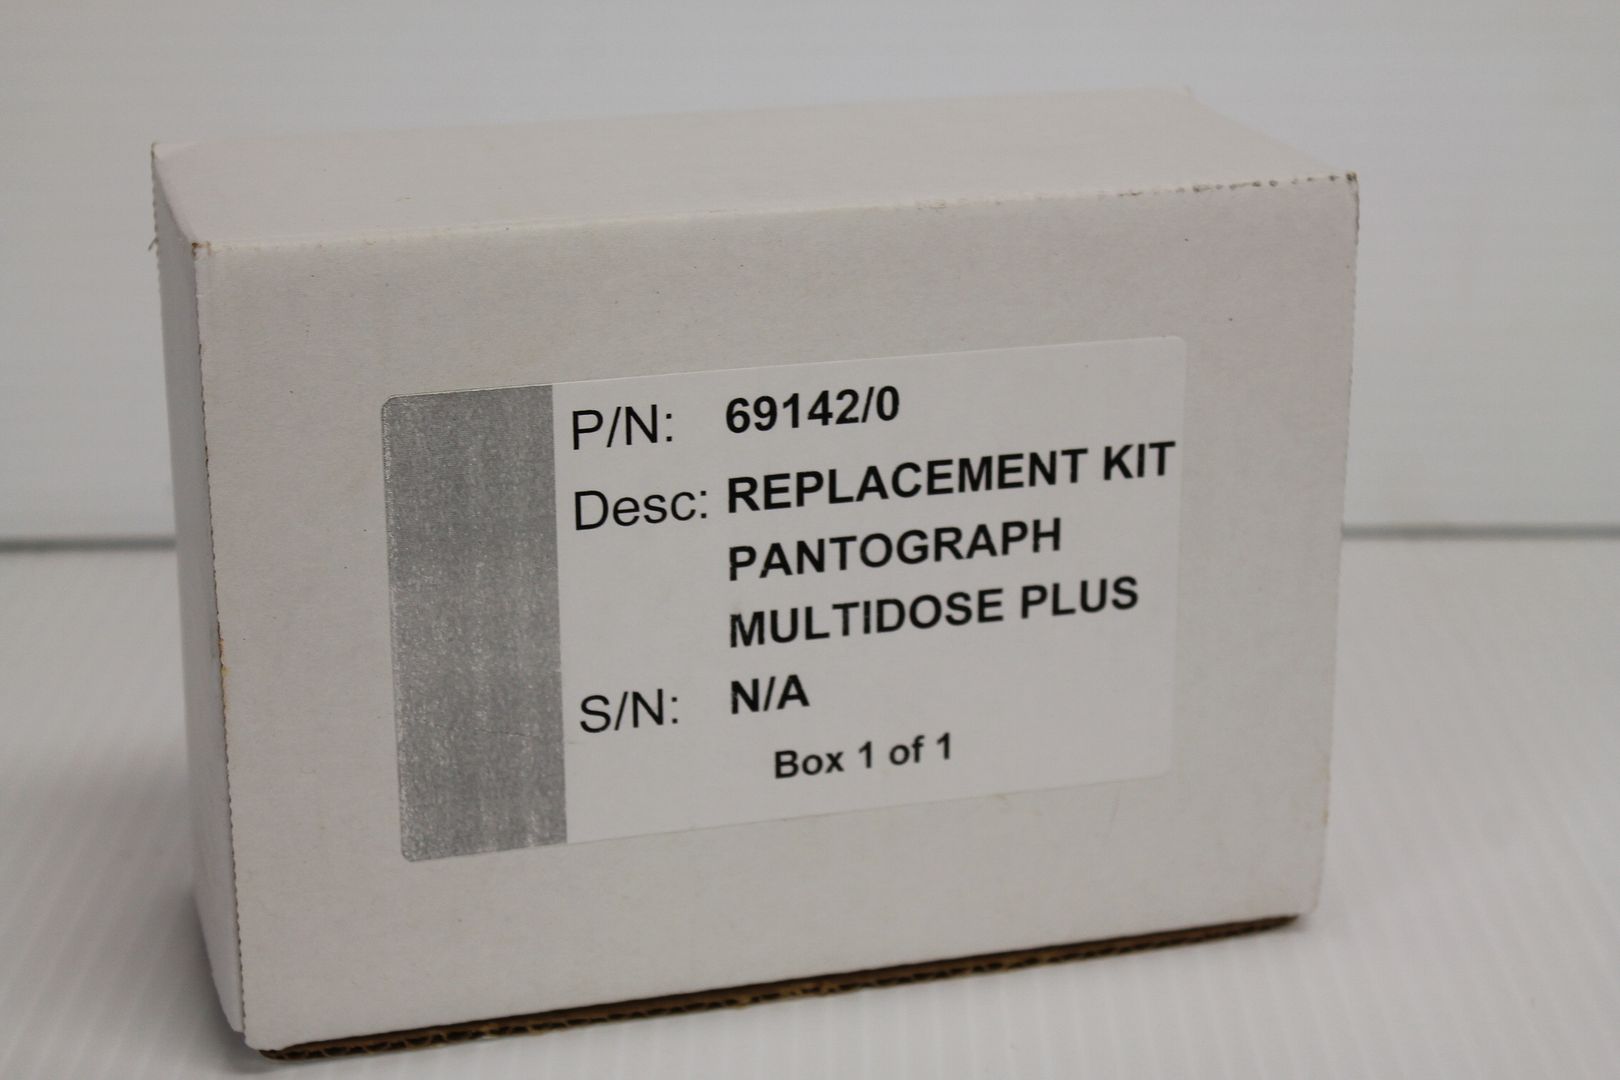 P/N: 69142/0
Desc: REPLACEMENT KIT
PANTOGRAPH
MULTIDOSE PLUS
S/N: N/A
Box 1 of 1